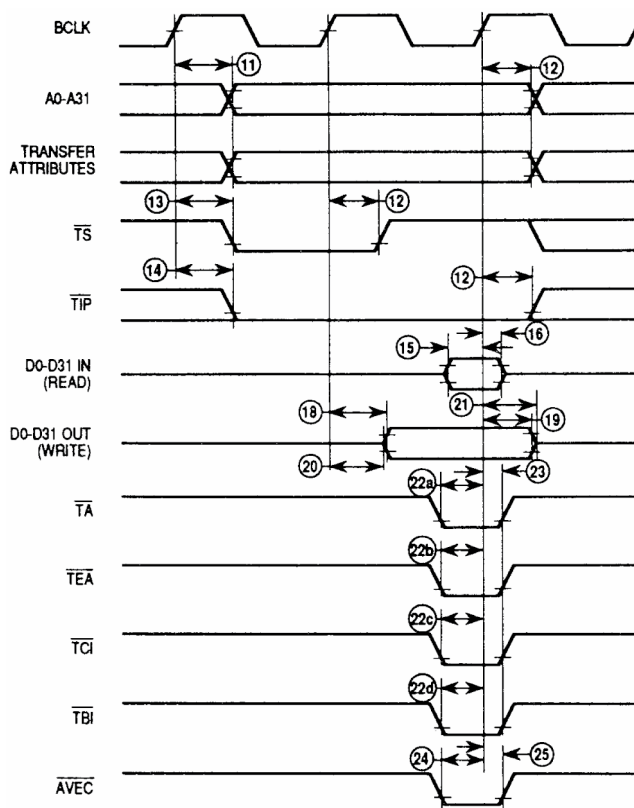 BCLK
11
12
A0-A31
TRANSFER
ATTRIBUTES
13
12
TS
14
12
TIP
15
16
D0-D31 IN
(READ)
21
18
19
D0-D31 OUT
(WRITE)
20
23
22a
TA
22b
TEA
22c
TCI
22d
TBI
24
25
AVEC